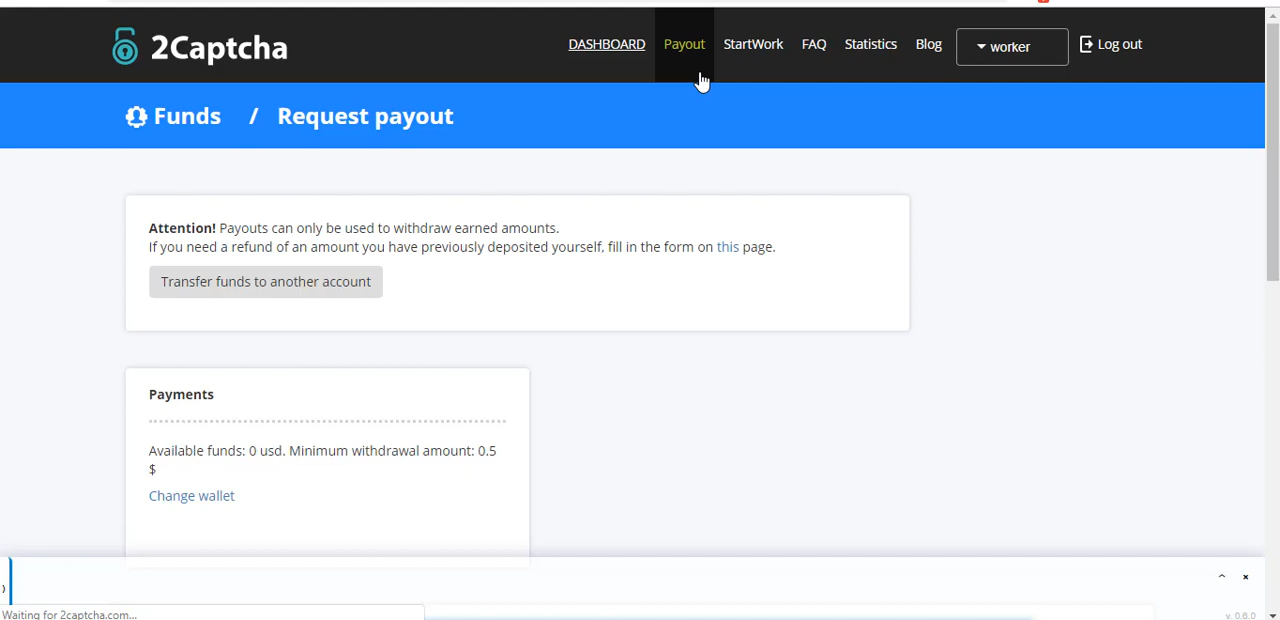 2Captcha
DASHBOARD Payout StartWork FAQ Statistics Blog worker Log out
Funds / Request payout
Attention! Payouts can only be used to withdraw earned amounts.
If you need a refund of an amount you have previously deposited yourself, fill in the form on this page.
Transfer funds to another account
Payments
Available funds: 0 usd. Minimum withdrawal amount: 0.5
$
Change wallet
Waiting for 2captcha.com...
v. 0.6.0